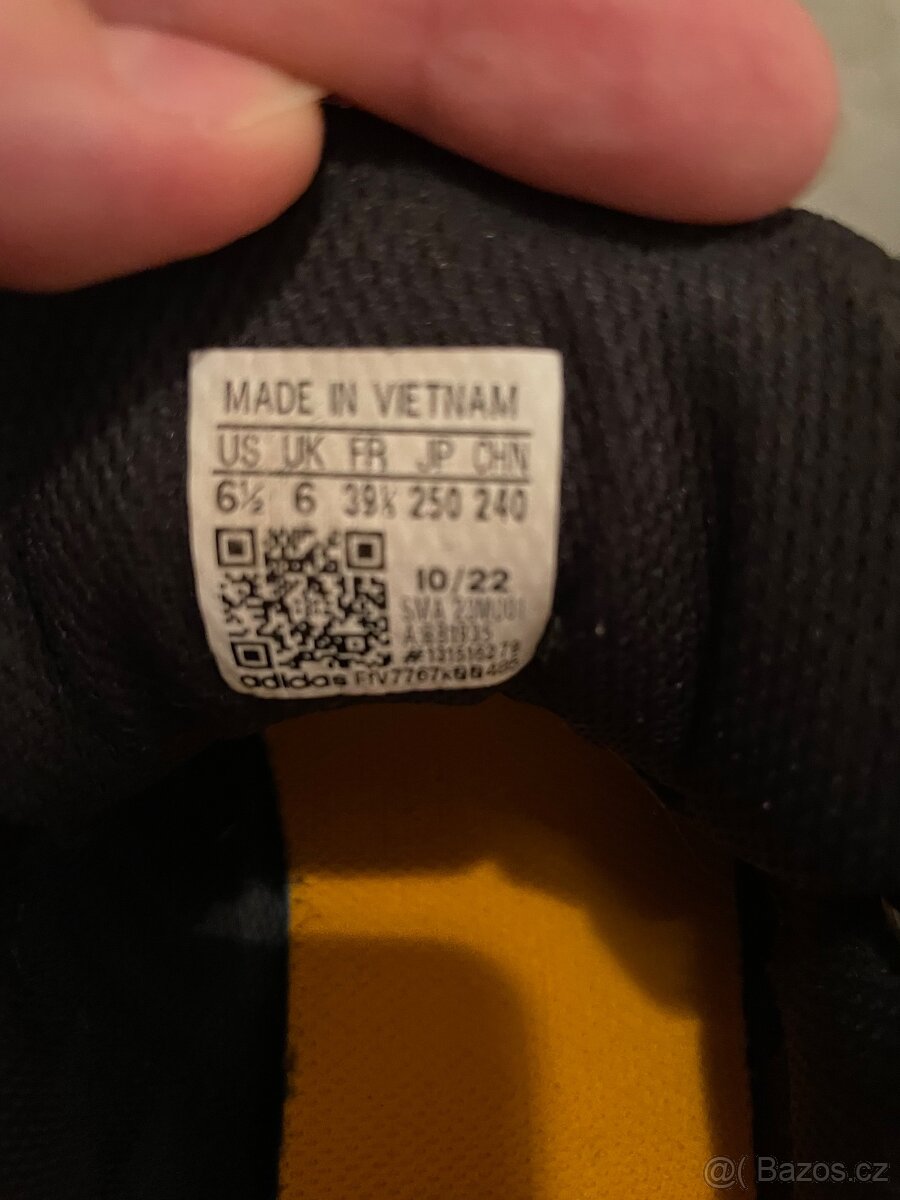 MADE IN VIETNAM
US UK FR JP CHN
6½ 6 39⅓ 250 240
10/22
adidas
@( Bazos.cz